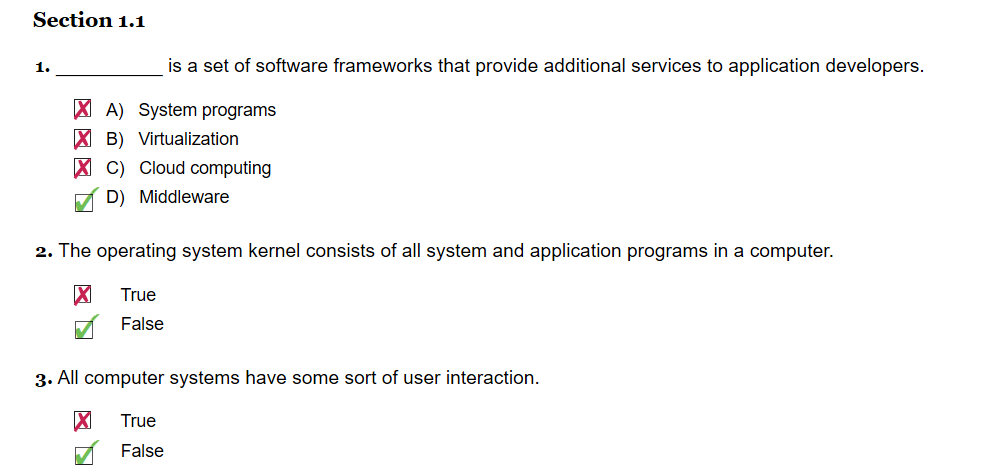 Section 1.1
1. __________ is a set of software frameworks that provide additional services to application developers.
A) System programs
B) Virtualization
C) Cloud computing
D) Middleware
2. The operating system kernel consists of all system and application programs in a computer.
True
False
3. All computer systems have some sort of user interaction.
True
False